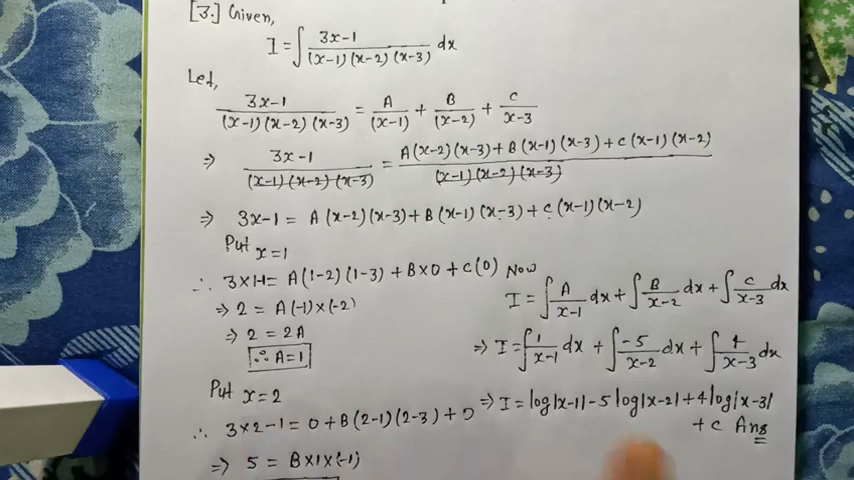 [3.] Given,
I = ∫ (3x-1)/((x-1)(x-2)(x-3)) dx
Let,
(3x-1)/((x-1)(x-2)(x-3)) = A/(x-1) + B/(x-2) + C/(x-3)
⇒ (3x-1)/((x-1)(x-2)(x-3)) = (A(x-2)(x-3)+B(x-1)(x-3)+C(x-1)(x-2))/((x-1)(x-2)(x-3))
⇒ 3x-1 = A(x-2)(x-3)+B(x-1)(x-3)+C(x-1)(x-2)
Put x=1
∴ 3×1-1= A(1-2)(1-3)+B×0+C(0)
⇒ 2 = A(-1)×(-2)
⇒ 2 = 2A
∴ A=1
Put x=2
∴ 3×2-1=0+B(2-1)(2-3)+0
⇒ 5 = B×1×(-1)
Now
I = ∫ A/(x-1) dx + ∫ B/(x-2) dx + ∫ C/(x-3) dx
⇒ I = ∫ 1/(x-1) dx + ∫ -5/(x-2) dx + ∫ 4/(x-3) dx
⇒ I = log|x-1|-5 log|x-2|+4 log|x-3|
+ C Ans